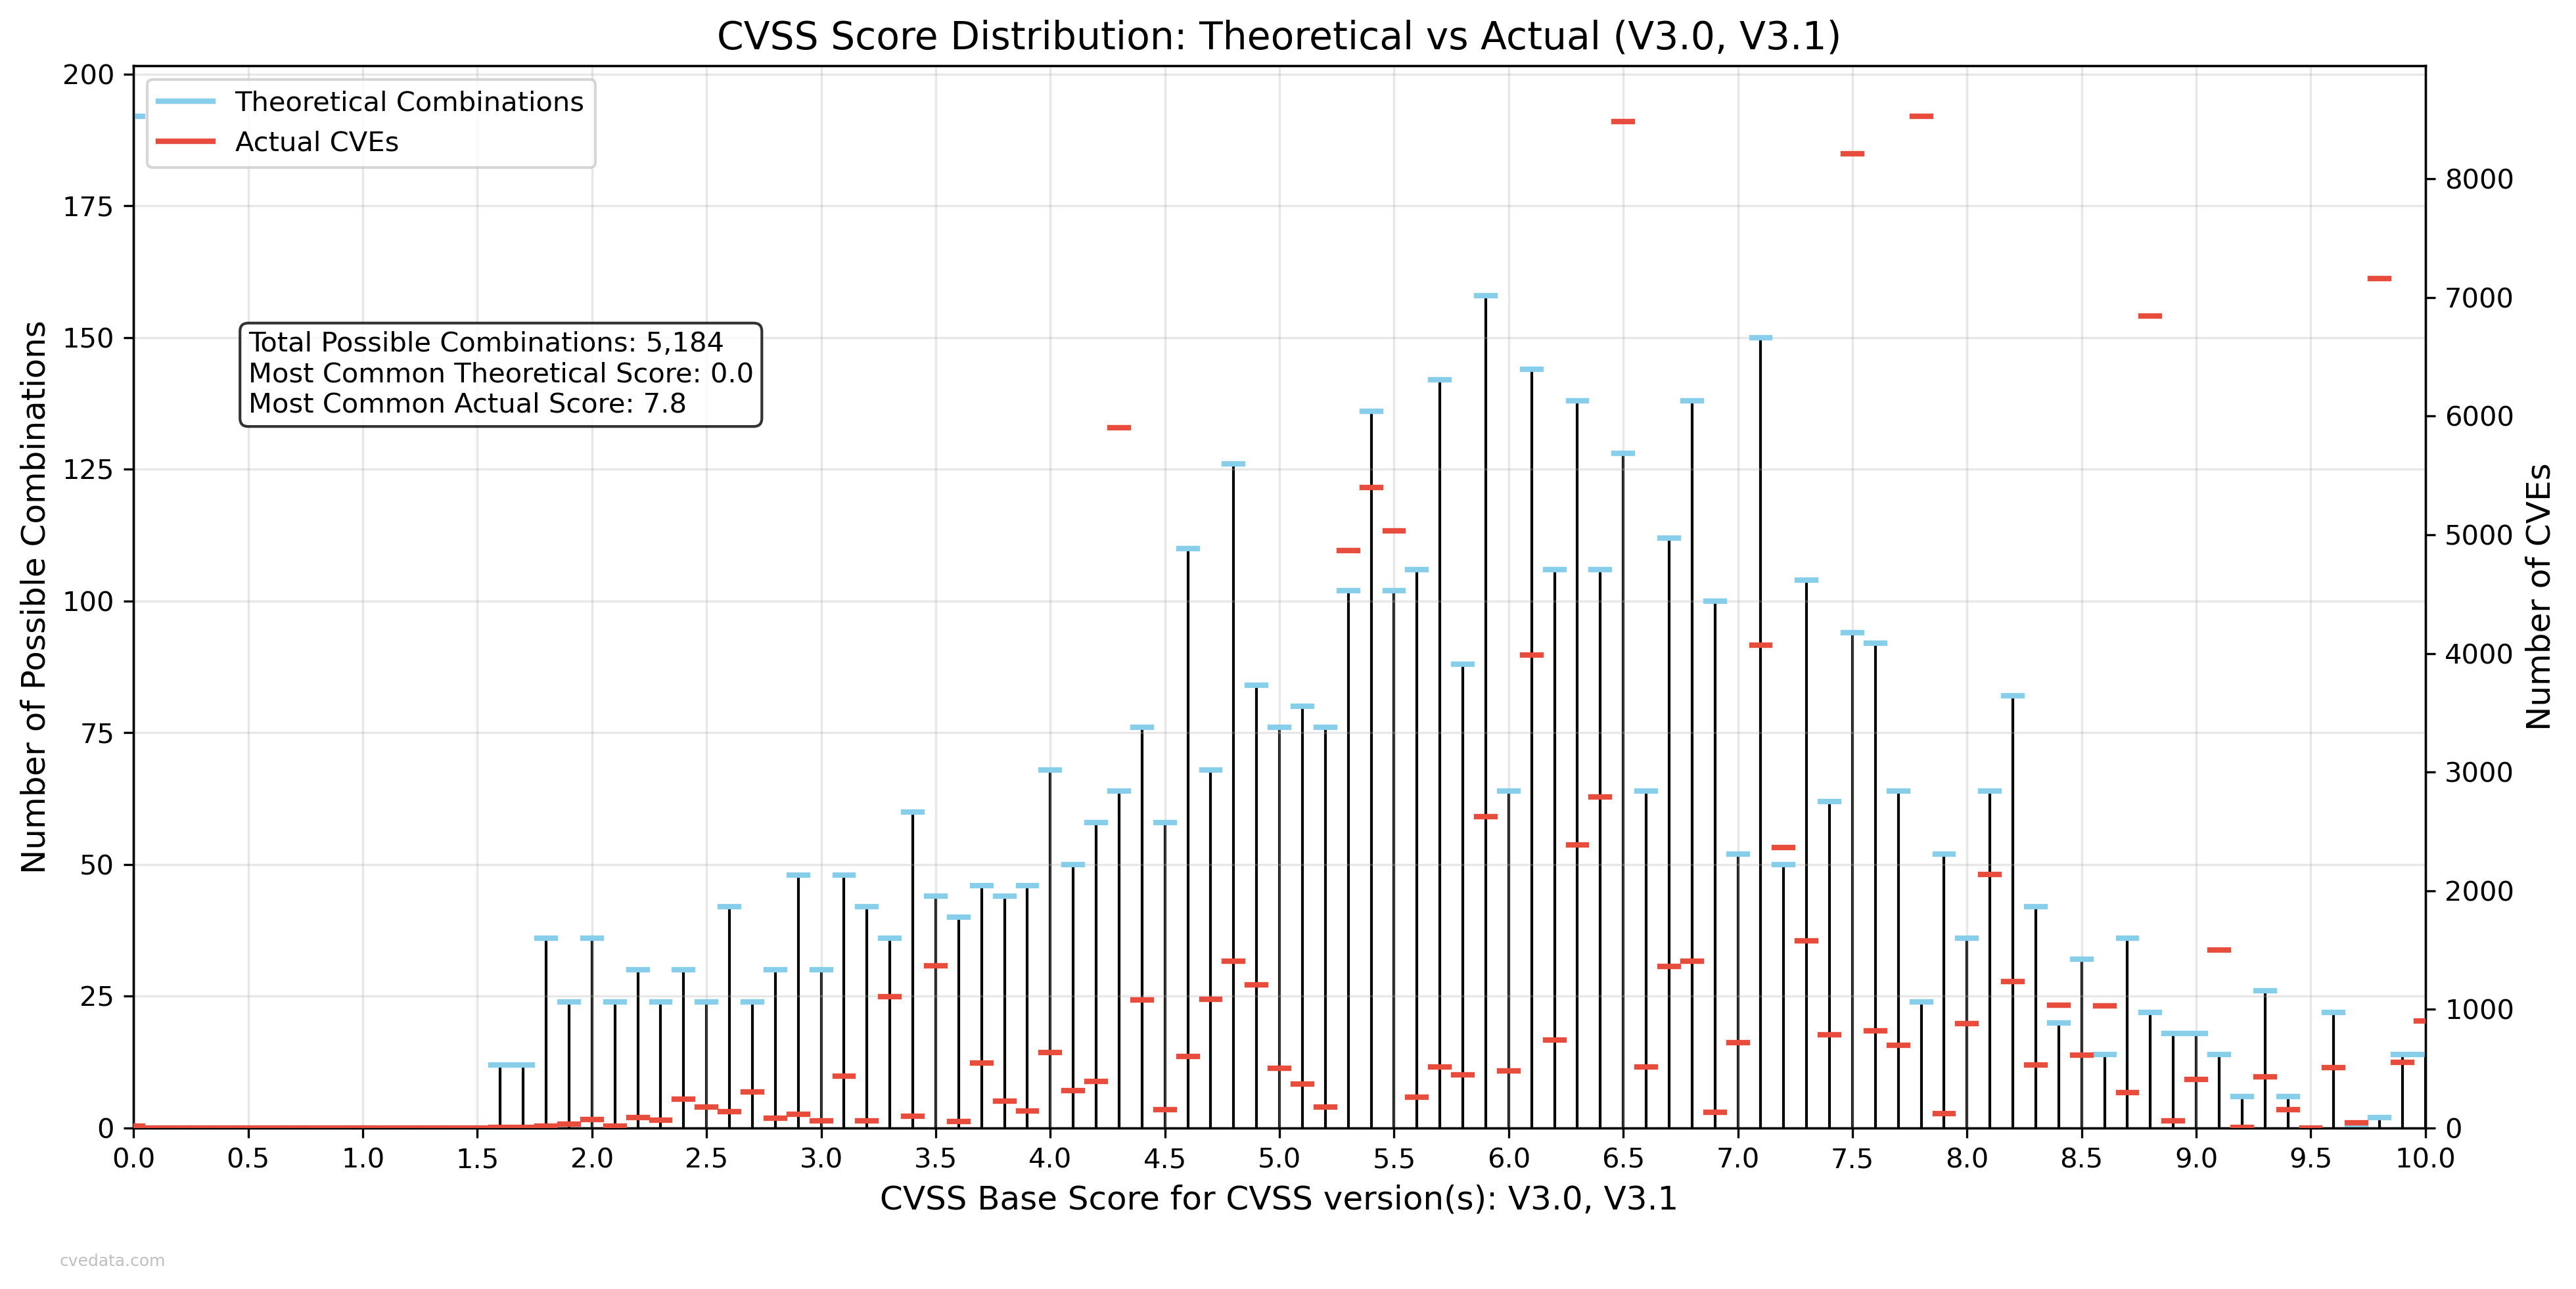 CVSS Score Distribution: Theoretical vs Actual (V3.0, V3.1)
Theoretical Combinations
Actual CVEs
Total Possible Combinations: 5,184
Most Common Theoretical Score: 0.0
Most Common Actual Score: 7.8
Number of Possible Combinations
200
175
150
125
100
75
50
25
0
Number of CVEs
8000
7000
6000
5000
4000
3000
2000
1000
0
0.0 0.5 1.0 1.5 2.0 2.5 3.0 3.5 4.0 4.5 5.0 5.5 6.0 6.5 7.0 7.5 8.0 8.5 9.0 9.5 10.0
CVSS Base Score for CVSS version(s): V3.0, V3.1
cvedata.com